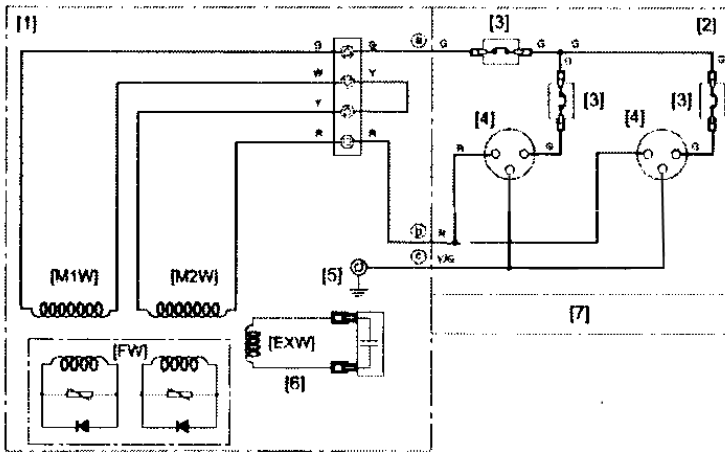 [1]
[3]
[2]
G G
ⓐ
G
G
G
G
G
W Y
Y
[3]
[3]
[4]
[4]
R R
R
G
G
ⓑ R
ⓒ Y/G
[M1W]
[M2W]
[5]
[7]
[FW]
[EXW]
[6]